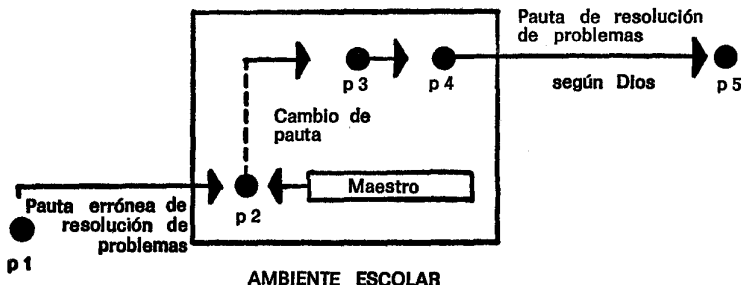 Pauta de resolución
de problemas
según Dios
p 3
p 4
p 5
Cambio de
pauta
Maestro
p 2
Pauta errónea de
resolución de
problemas
p 1
AMBIENTE ESCOLAR